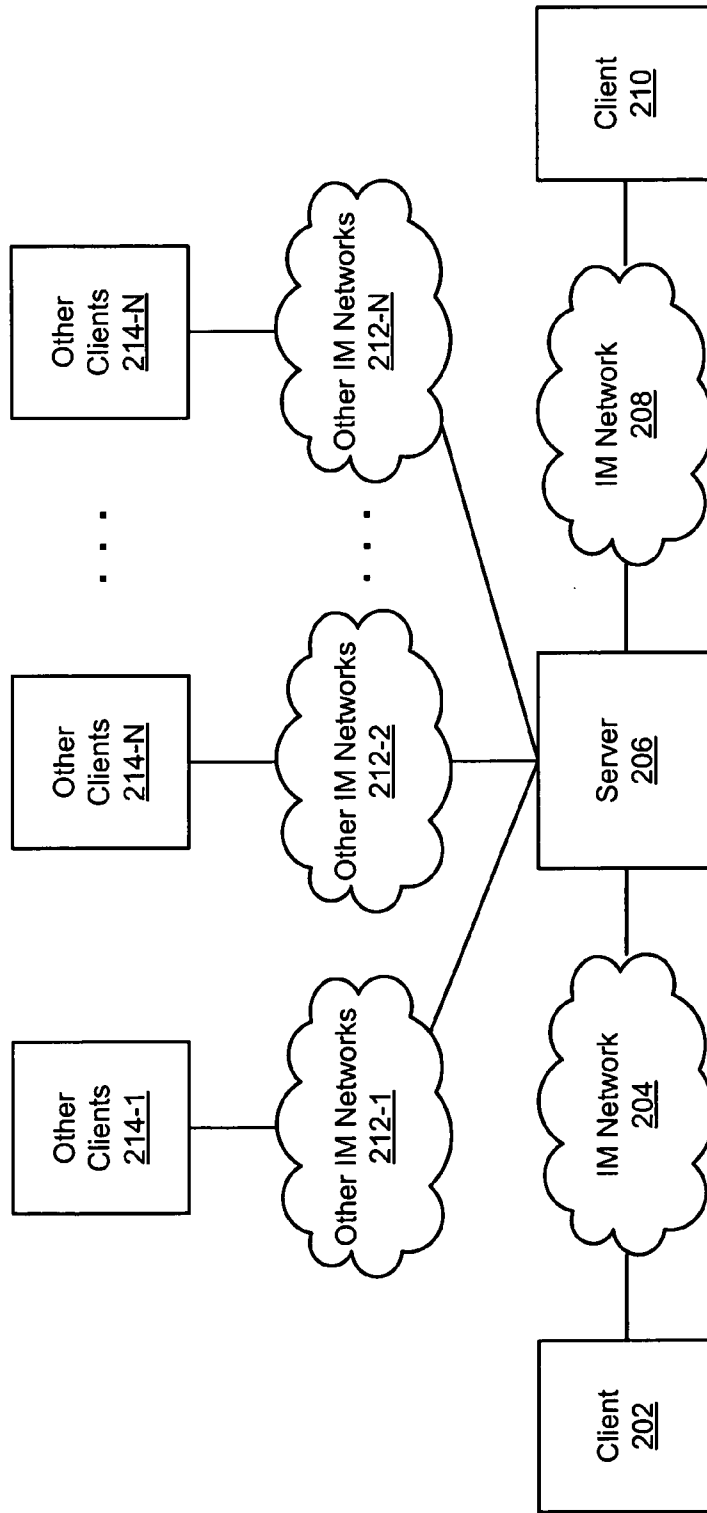 Other
Clients
214-1
Other
Clients
214-N
. . .
Other
Clients
214-N
Other IM Networks
212-1
Other IM Networks
212-2
. . .
Other IM Networks
212-N
Client
202
IM Network
204
Server
206
IM Network
208
Client
210